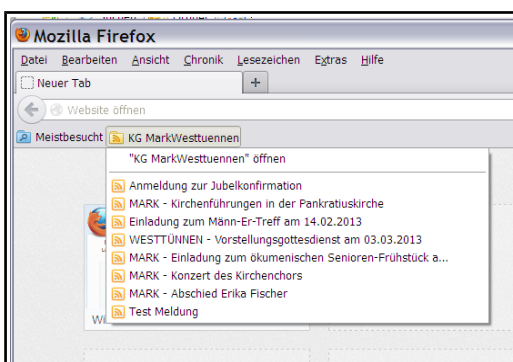 Mozilla Firefox
Datei Bearbeiten Ansicht Chronik Lesezeichen Extras Hilfe
Neuer Tab +
Website öffnen
Meistbesucht KG MarkWesttuennen
"KG MarkWesttuennen" öffnen
Anmeldung zur Jubelkonfirmation
MARK - Kirchenführungen in der Pankratiuskirche
Einladung zum Männ-Er-Treff am 14.02.2013
WESTTÜNNEN - Vorstellungsgottesdienst am 03.03.2013
MARK - Einladung zum ökumenischen Senioren-Frühstück a...
MARK - Konzert des Kirchenchors
MARK - Abschied Erika Fischer
Test Meldung